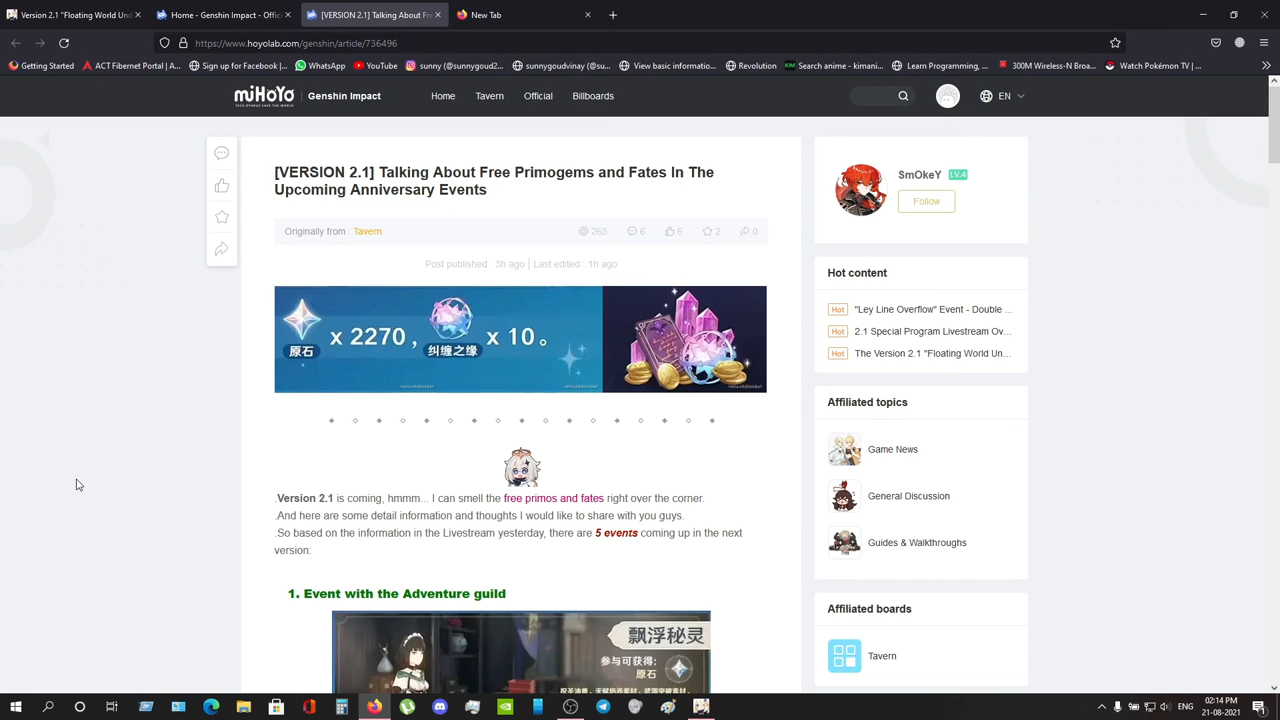 Version 2.1 "Floating World Und
Home - Genshin Impact - Offici
[VERSION 2.1] Talking About Fre
New Tab
https://www.hoyolab.com/genshin/article/736496
Getting Started
ACT Fibernet Portal | A...
Sign up for Facebook |...
WhatsApp
YouTube
sunny (@sunnygoud2...
sunnygoudvinay (@su...
View basic informatio...
Revolution
Search anime - kimani...
Learn Programming, ...
300M Wireless-N Broa...
Watch Pokémon TV | ...
miHoYo
TECH OTAKUS SAVE THE WORLD
Genshin Impact
Home
Tavern
Official
Billboards
EN
[VERSION 2.1] Talking About Free Primogems and Fates In The
Upcoming Anniversary Events
SmOkeY LV.4
Follow
Originally from : Tavern
265
6
6
2
0
Post published : 3h ago | Last edited : 1h ago
Hot content
Hot "Ley Line Overflow" Event - Double ...
Hot 2.1 Special Program Livestream Ov...
Hot The Version 2.1 "Floating World Un...
x 2270 , x 10 。
原石
纠缠之缘
Affiliated topics
Game News
General Discussion
Guides & Walkthroughs
.Version 2.1 is coming, hmmm... I can smell the free primos and fates right over the corner.
.And here are some detail information and thoughts I would like to share with you guys.
.So based on the information in the Livestream yesterday, there are 5 events coming up in the next
version:
1. Event with the Adventure guild
飘浮秘灵
参与可获得:
原石
Affiliated boards
Tavern
ENG
02:14 PM
21-08-2021